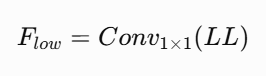 F_{low} = Conv_{1×1}(LL)